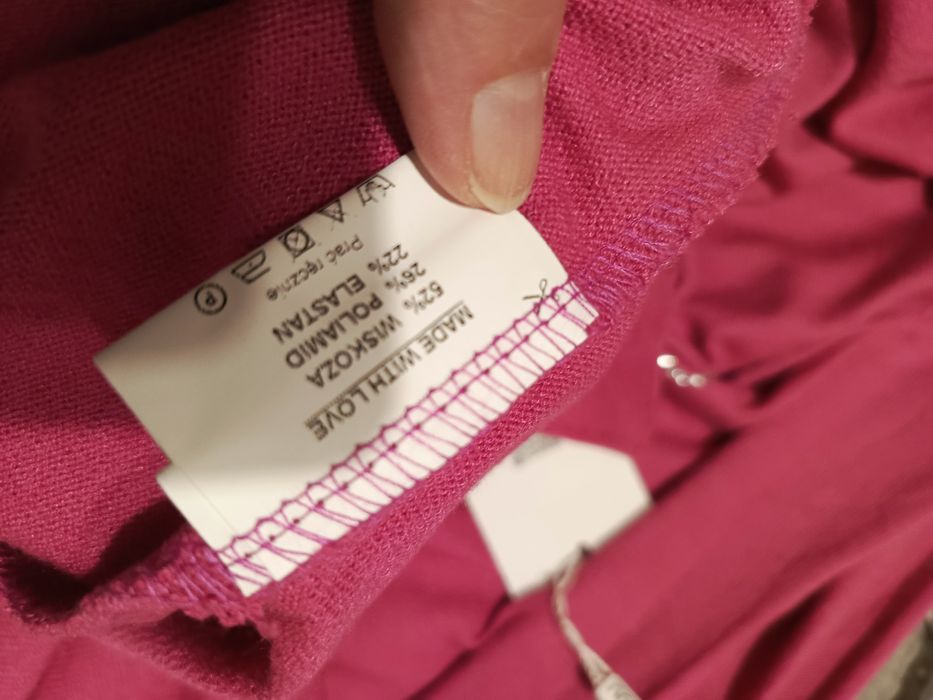 MADE WITH LOVE
52% WISKOZA
26% POLIAMID
22% ELASTAN
Prać ręcznie
P